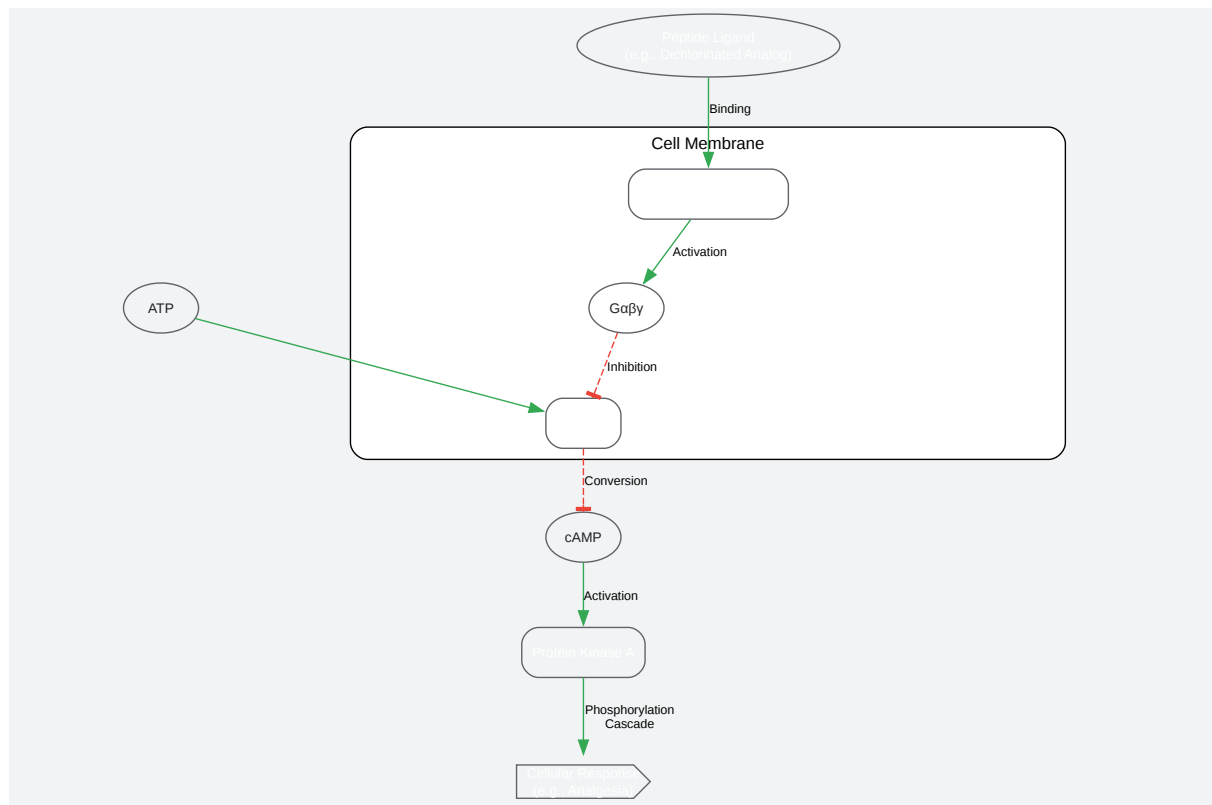 Peptide Ligand
(e.g., Dichlorinated Analog)
Binding
Cell Membrane
Activation
ATP
Gαβγ
Inhibition
Conversion
cAMP
Activation
Protein Kinase A
Phosphorylation
Cascade
Cellular Response
(e.g., Analgesia)